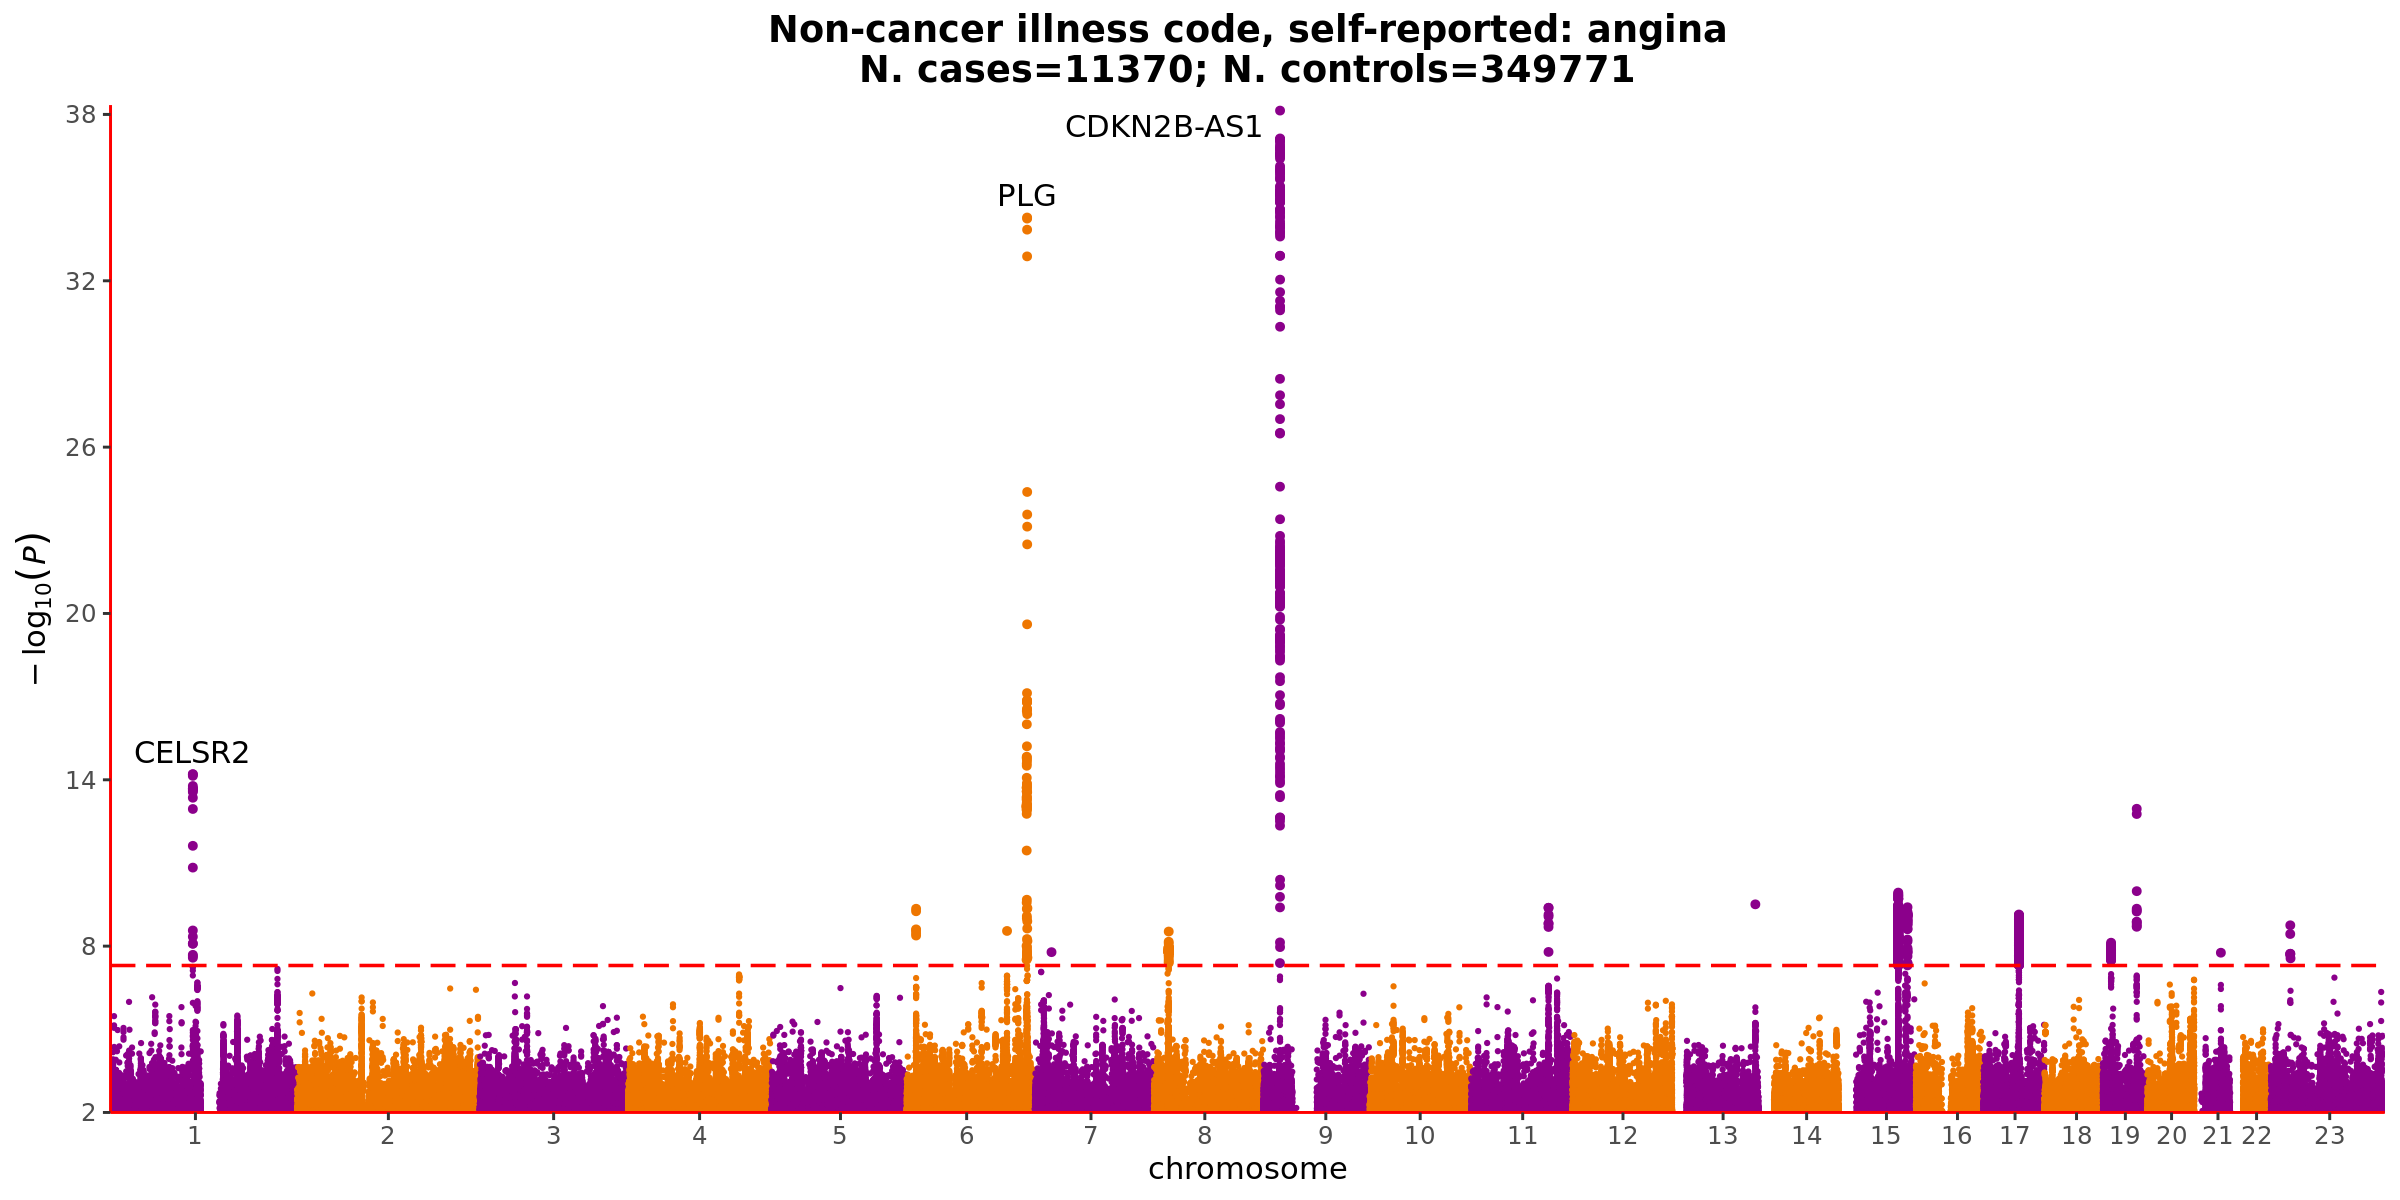 Non-cancer illness code, self-reported: angina
N. cases=11370; N. controls=349771
38
CDKN2B-AS1
PLG
32
26
20
CELSR2
14
8
2
−log10(P)
1 2 3 4 5 6 7 8 9 10 11 12 13 14 15 16 17 18 19 20 21 22 23
chromosome